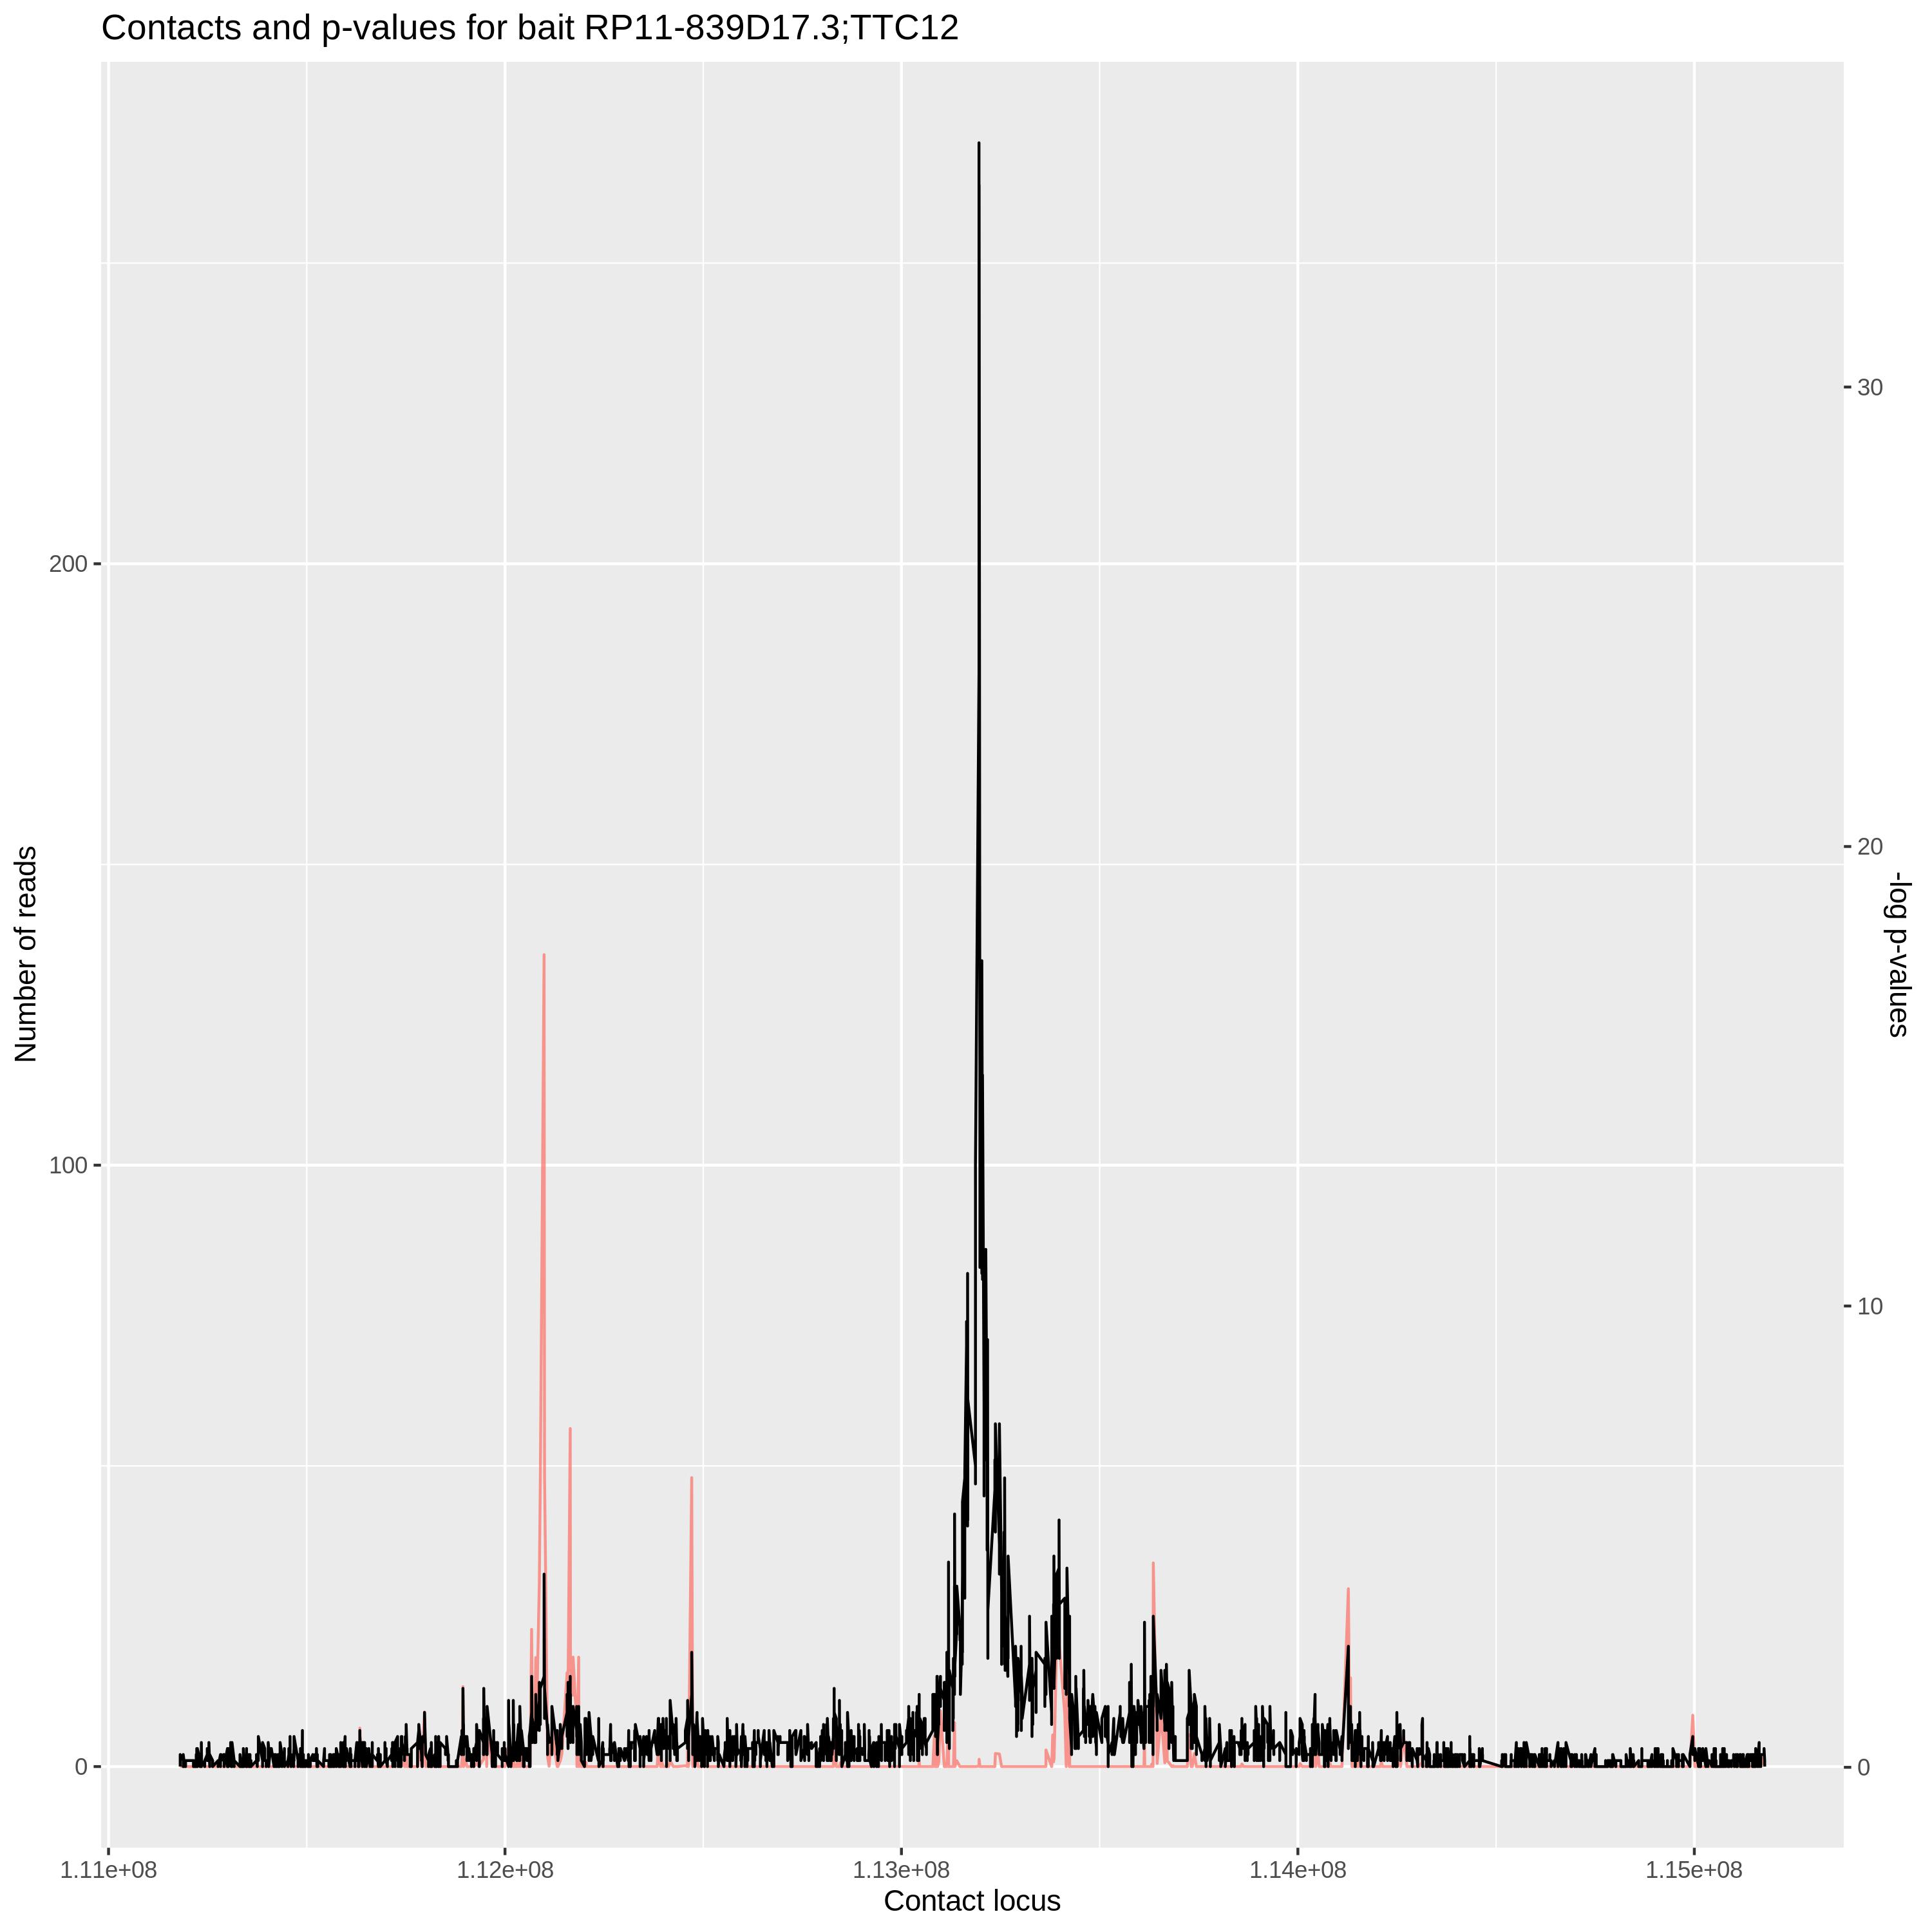 Contacts and p-values for bait RP11-839D17.3;TTC12
Number of reads
200
100
0
30
20
10
0
-log p-values
1.11e+08
1.12e+08
1.13e+08
1.14e+08
1.15e+08
Contact locus